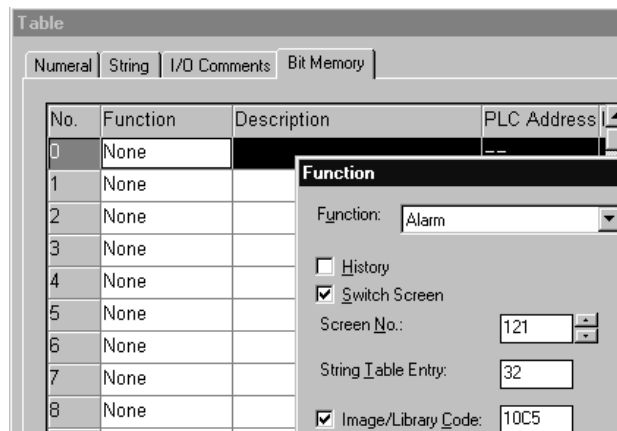 Table
Numeral String I/O Comments Bit Memory
No. Function Description PLC Address
0 None --
1 None
2 None
3 None
4 None
5 None
6 None
7 None
8 None
Function
Function: Alarm
History
Switch Screen
Screen No.: 121
String Table Entry: 32
Image/Library Code: 10C5